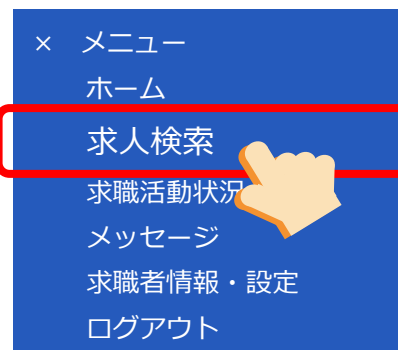 × メニュー
ホーム
求人検索
求職活動状況
メッセージ
求職者情報・設定
ログアウト